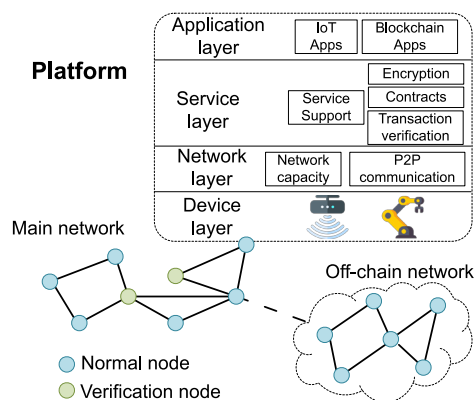 Platform
Application
layer
IoT
Apps
Blockchain
Apps
Service
layer
Service
Support
Encryption
Contracts
Transaction
verification
Network
layer
Network
capacity
P2P
communication
Device
layer
Main network
Off-chain network
Normal node
Verification node